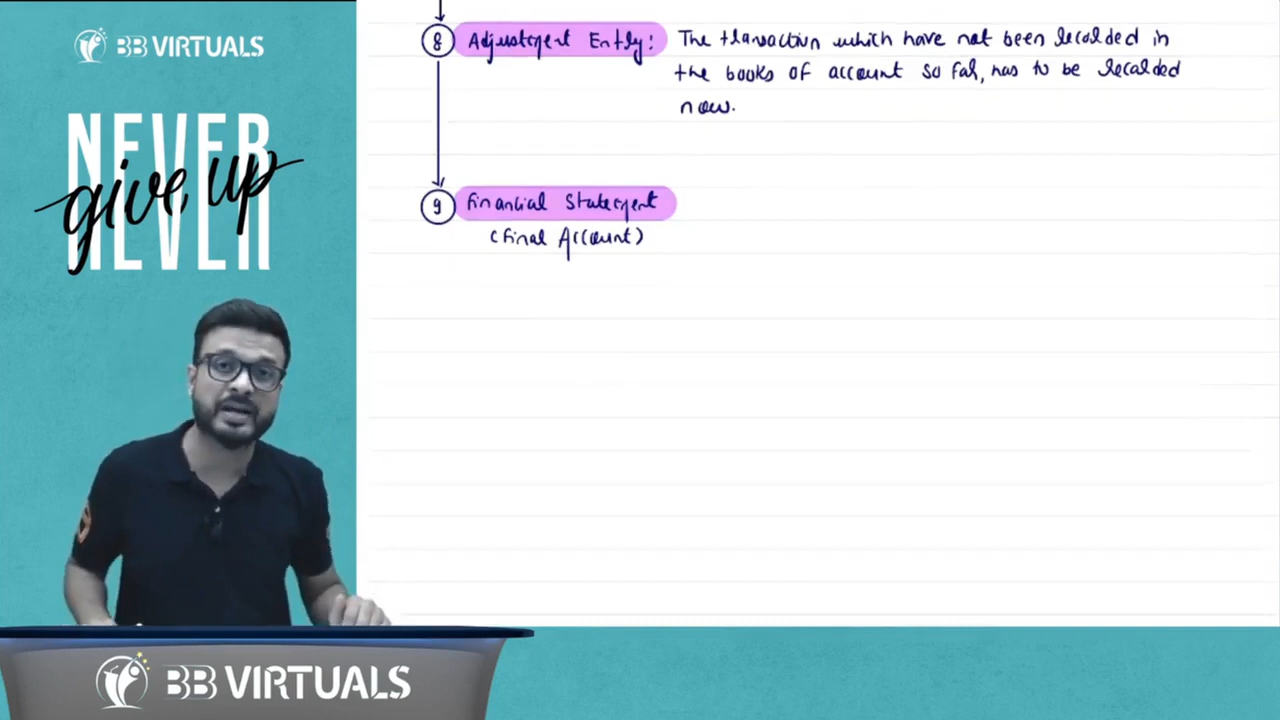 BB VIRTUALS
NEVER
give up
NEVER
8 Adjustment Entry: The transaction which have not been recorded in
the books of account so far, has to be recorded
now.
9 Financial Statement
(Final Account)
BB VIRTUALS